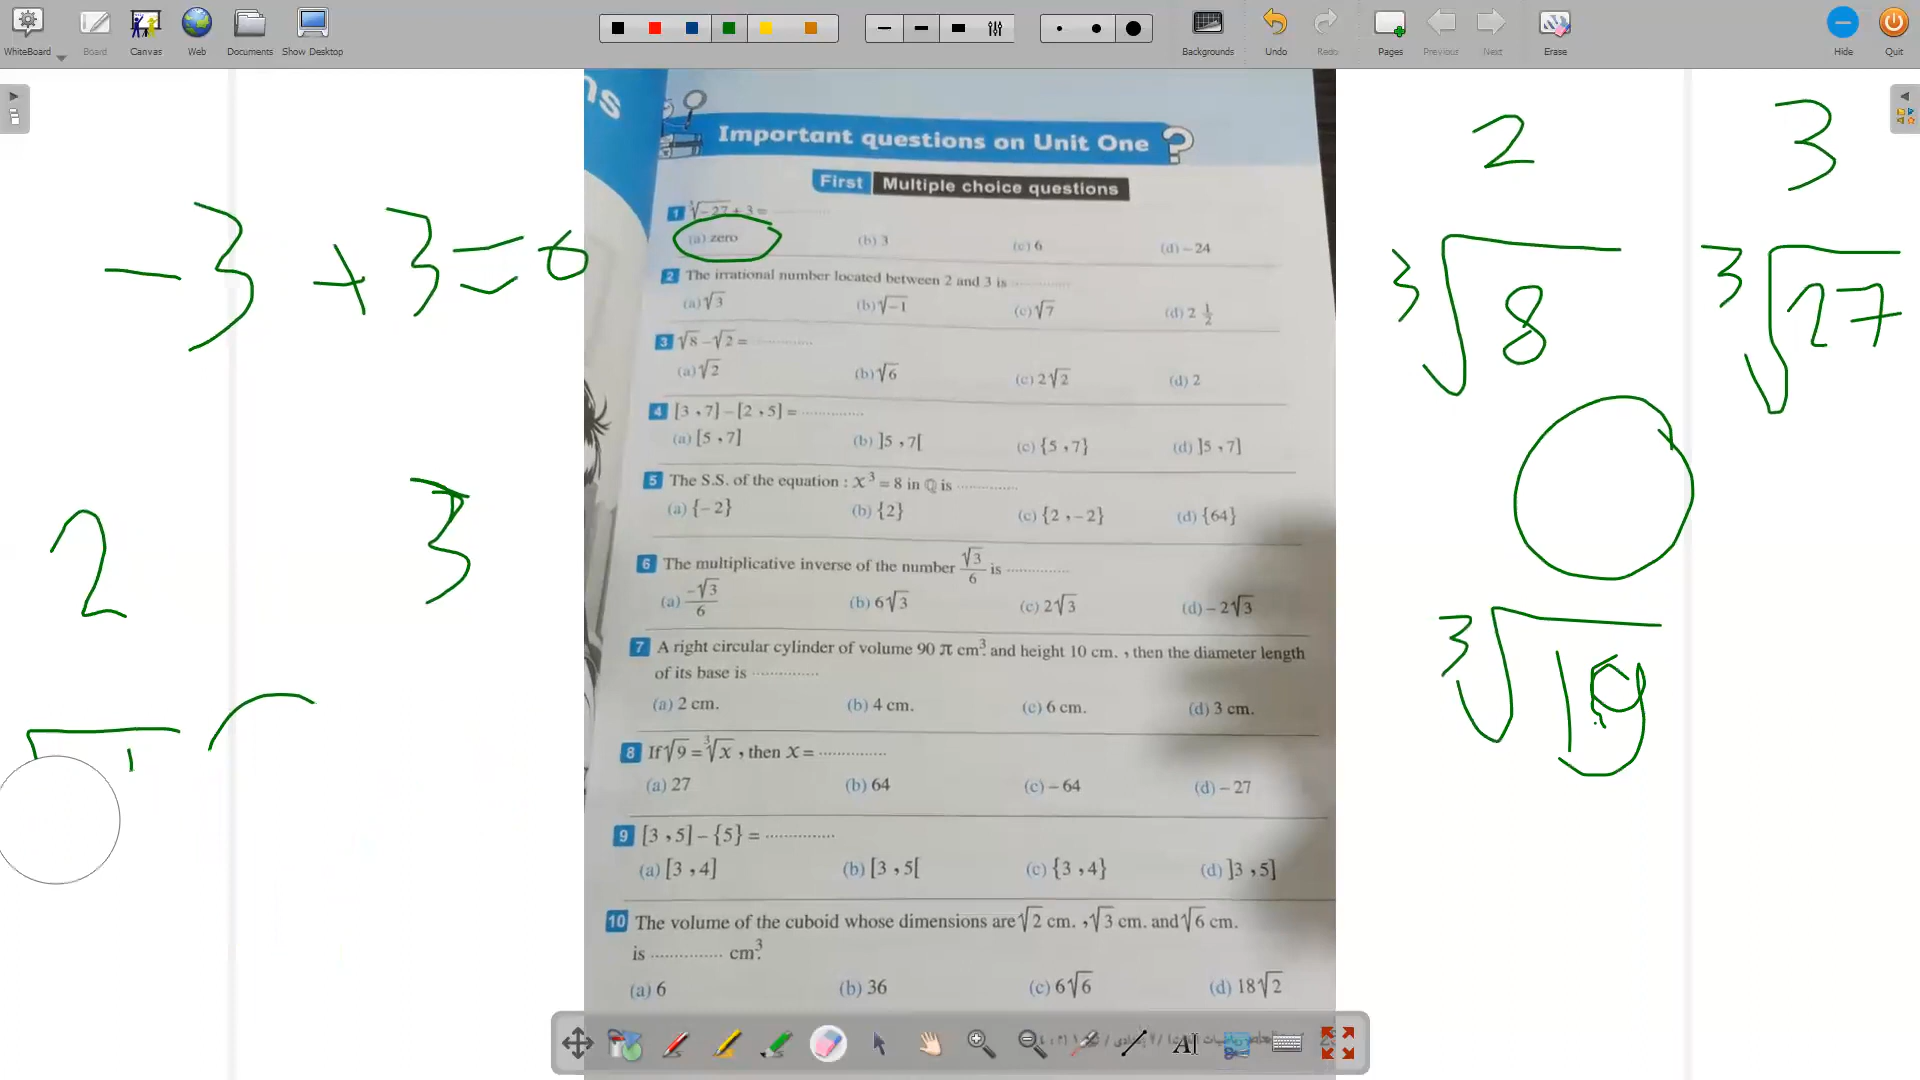 WhiteBoard Board Canvas Web Documents Show Desktop Backgrounds Undo Redo Pages Previous Next Erase Hide Quit
ns
Important questions on Unit One ?
First Multiple choice questions
1 ∛-27 + 3 = ............
(a) zero (b) 3 (c) 6 (d) – 24
2 The irrational number located between 2 and 3 is ............
(a) √3 (b) √-1 (c) √7 (d) 2 1/2
3 √8 – √2 = ............
(a) √2 (b) √6 (c) 2√2 (d) 2
4 [3 , 7] – [2 , 5] = ............
(a) [5 , 7] (b) ]5 , 7[ (c) {5 , 7} (d) ]5 , 7]
5 The S.S. of the equation : x³ = 8 in ℚ is ............
(a) {– 2} (b) {2} (c) {2 , – 2} (d) {64}
6 The multiplicative inverse of the number √3/6 is ............
(a) -√3/6 (b) 6√3 (c) 2√3 (d) – 2√3
7 A right circular cylinder of volume 90 π cm³. and height 10 cm. , then the diameter length
of its base is ............
(a) 2 cm. (b) 4 cm. (c) 6 cm. (d) 3 cm.
8 If √9 = ∛x , then x = ............
(a) 27 (b) 64 (c) – 64 (d) – 27
9 [3 , 5] – {5} = ............
(a) [3 , 4] (b) [3 , 5[ (c) {3 , 4} (d) ]3 , 5]
10 The volume of the cuboid whose dimensions are √2 cm. , √3 cm. and √6 cm.
is ............ cm³.
(a) 6 (b) 36 (c) 6√6 (d) 18√2
-3 + 3 = 0
2 3
2 3
∛8 ∛27
∛19